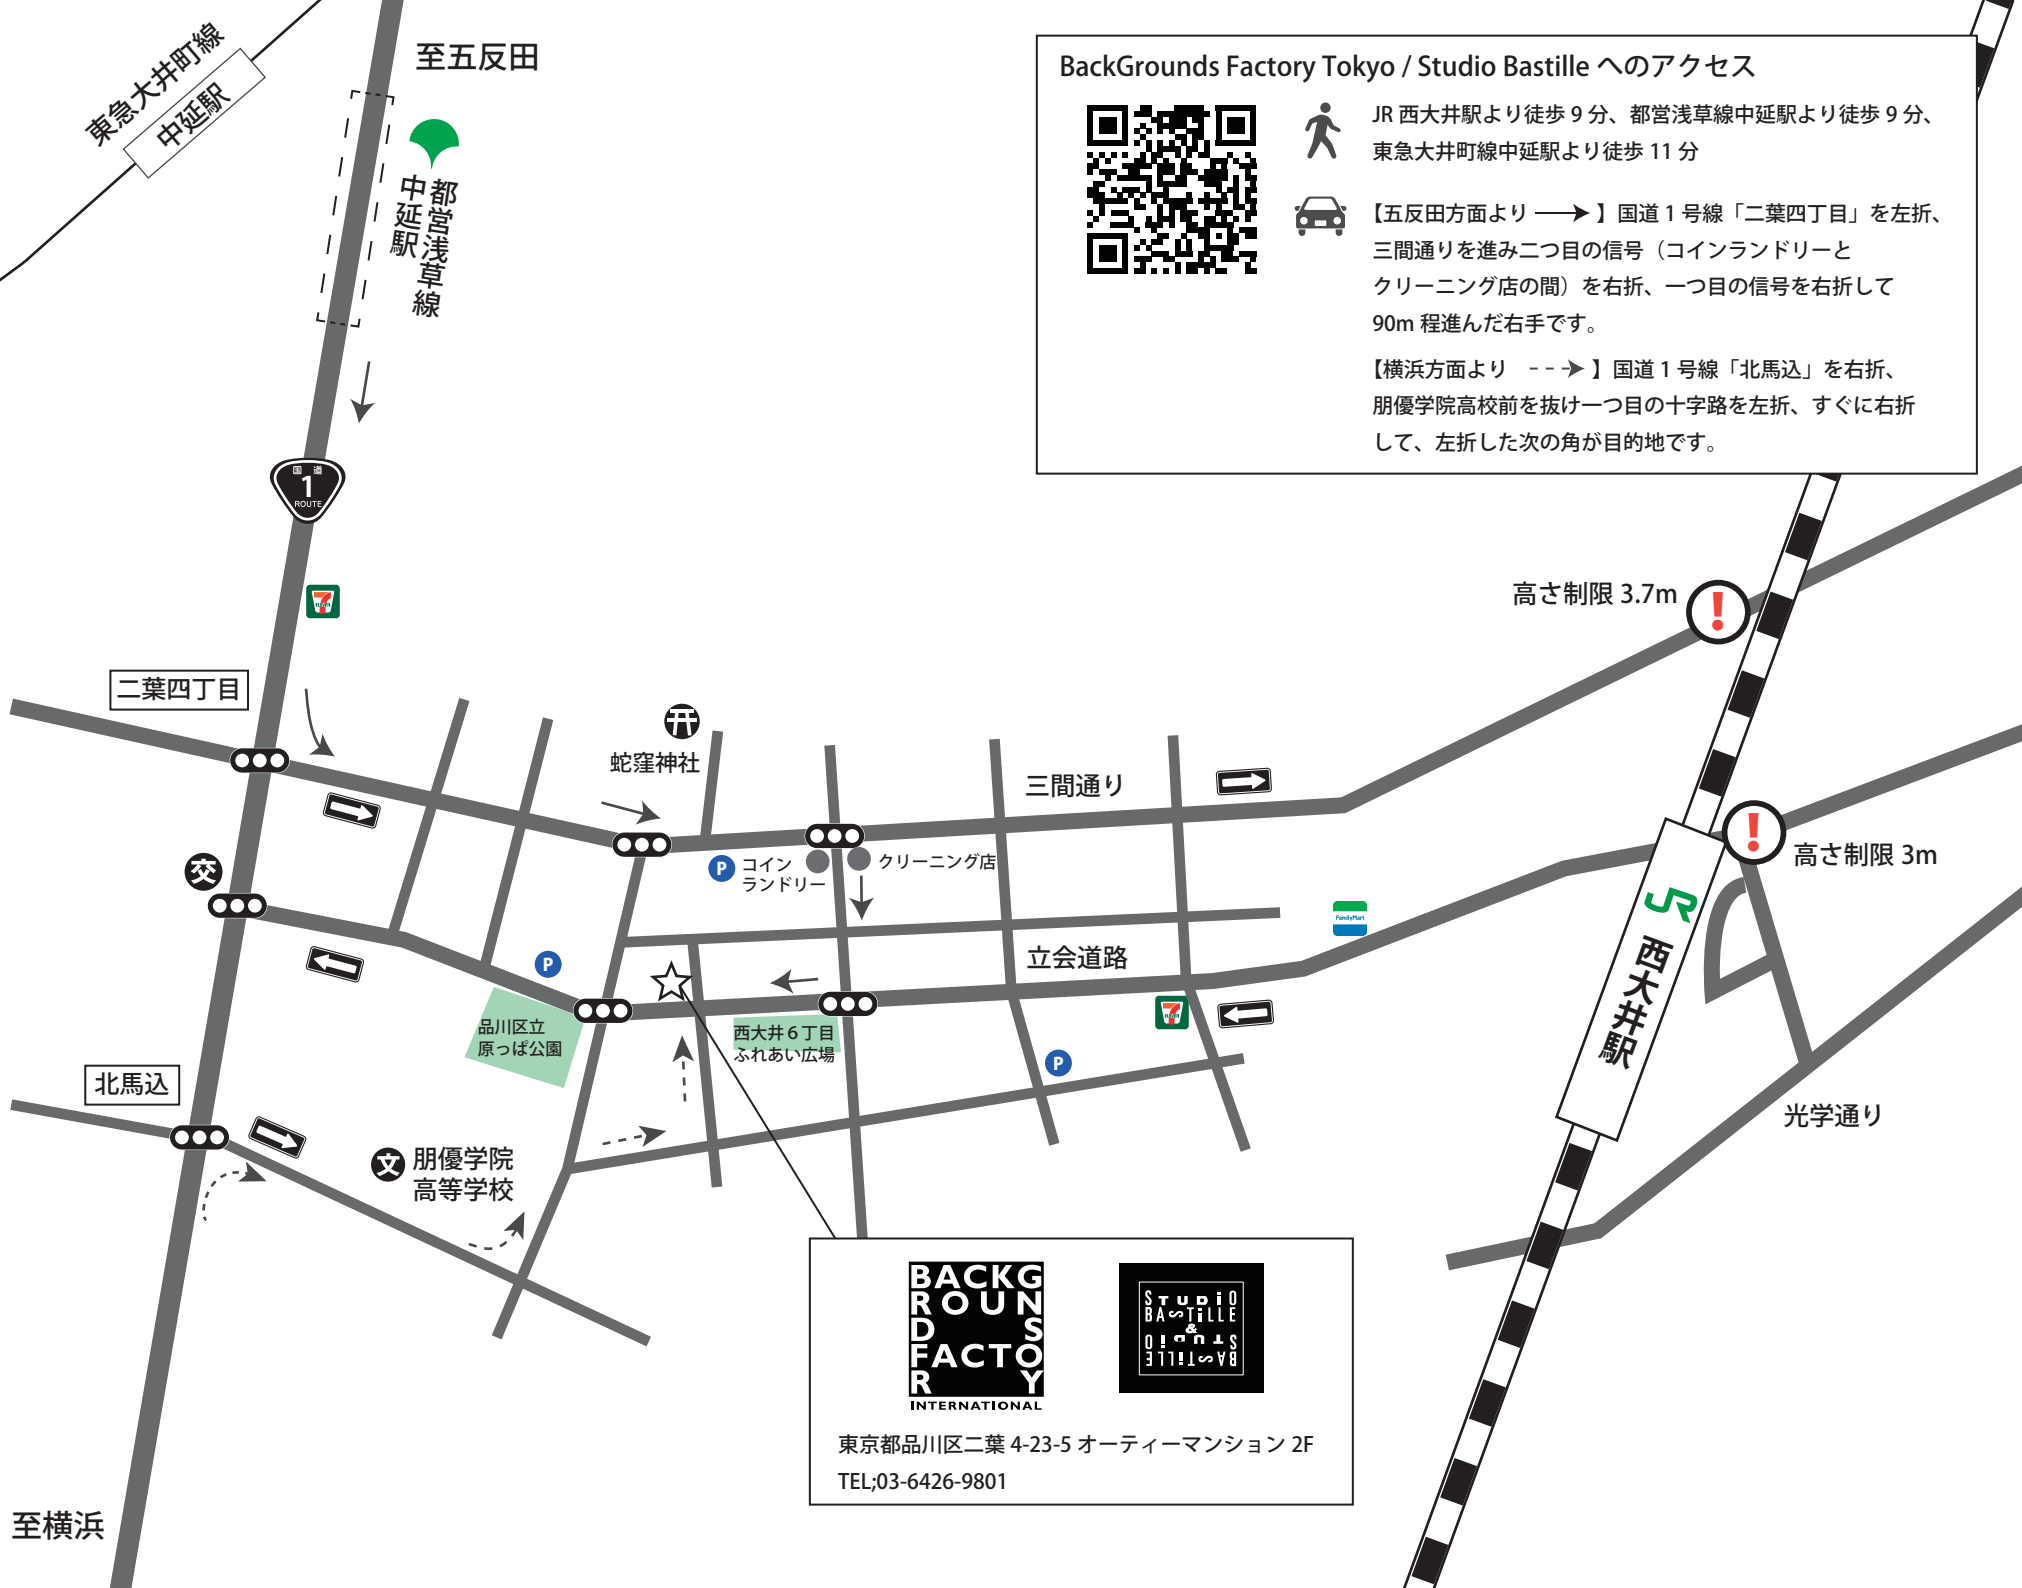 東急大井町線
中延駅
至五反田
都営浅草線
中延駅
BackGrounds Factory Tokyo / Studio Bastille へのアクセス
JR 西大井駅より徒歩 9 分、都営浅草線中延駅より徒歩 9 分、
東急大井町線中延駅より徒歩 11 分
【五反田方面より】国道 1 号線「二葉四丁目」を左折、
三間通りを進み二つ目の信号（コインランドリーと
クリーニング店の間）を右折、一つ目の信号を右折して
90m 程進んだ右手です。
【横浜方面より】国道 1 号線「北馬込」を右折、
朋優学院高校前を抜け一つ目の十字路を左折、すぐに右折
して、左折した次の角が目的地です。
国道
1
ROUTE
7
ELEVEN
高さ制限 3.7m
二葉四丁目
蛇窪神社
三間通り
交
P
コイン
ランドリー
クリーニング店
高さ制限 3m
JR
西大井駅
FamilyMart
P
立会道路
品川区立
原っぱ公園
西大井６丁目
ふれあい広場
7
ELEVEN
P
北馬込
文
朋優学院
高等学校
光学通り
BACKG
ROUN
DS
FACTO
RY
INTERNATIONAL
STUDiO
BASTiLLE
&
STUDiO
BASTiLLE
東京都品川区二葉 4-23-5 オーティーマンション 2F
TEL;03-6426-9801
至横浜